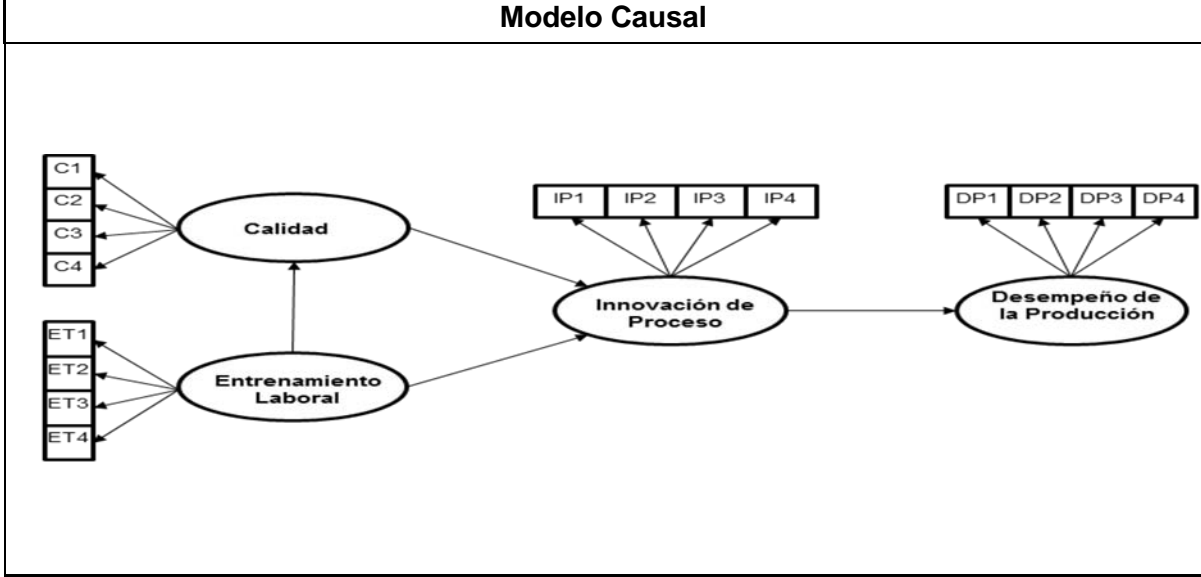 Modelo Causal
C1
C2
C3
C4
Calidad
ET1
ET2
ET3
ET4
Entrenamiento
Laboral
IP1 IP2 IP3 IP4
Innovación de
Proceso
DP1 DP2 DP3 DP4
Desempeño de
la Producción